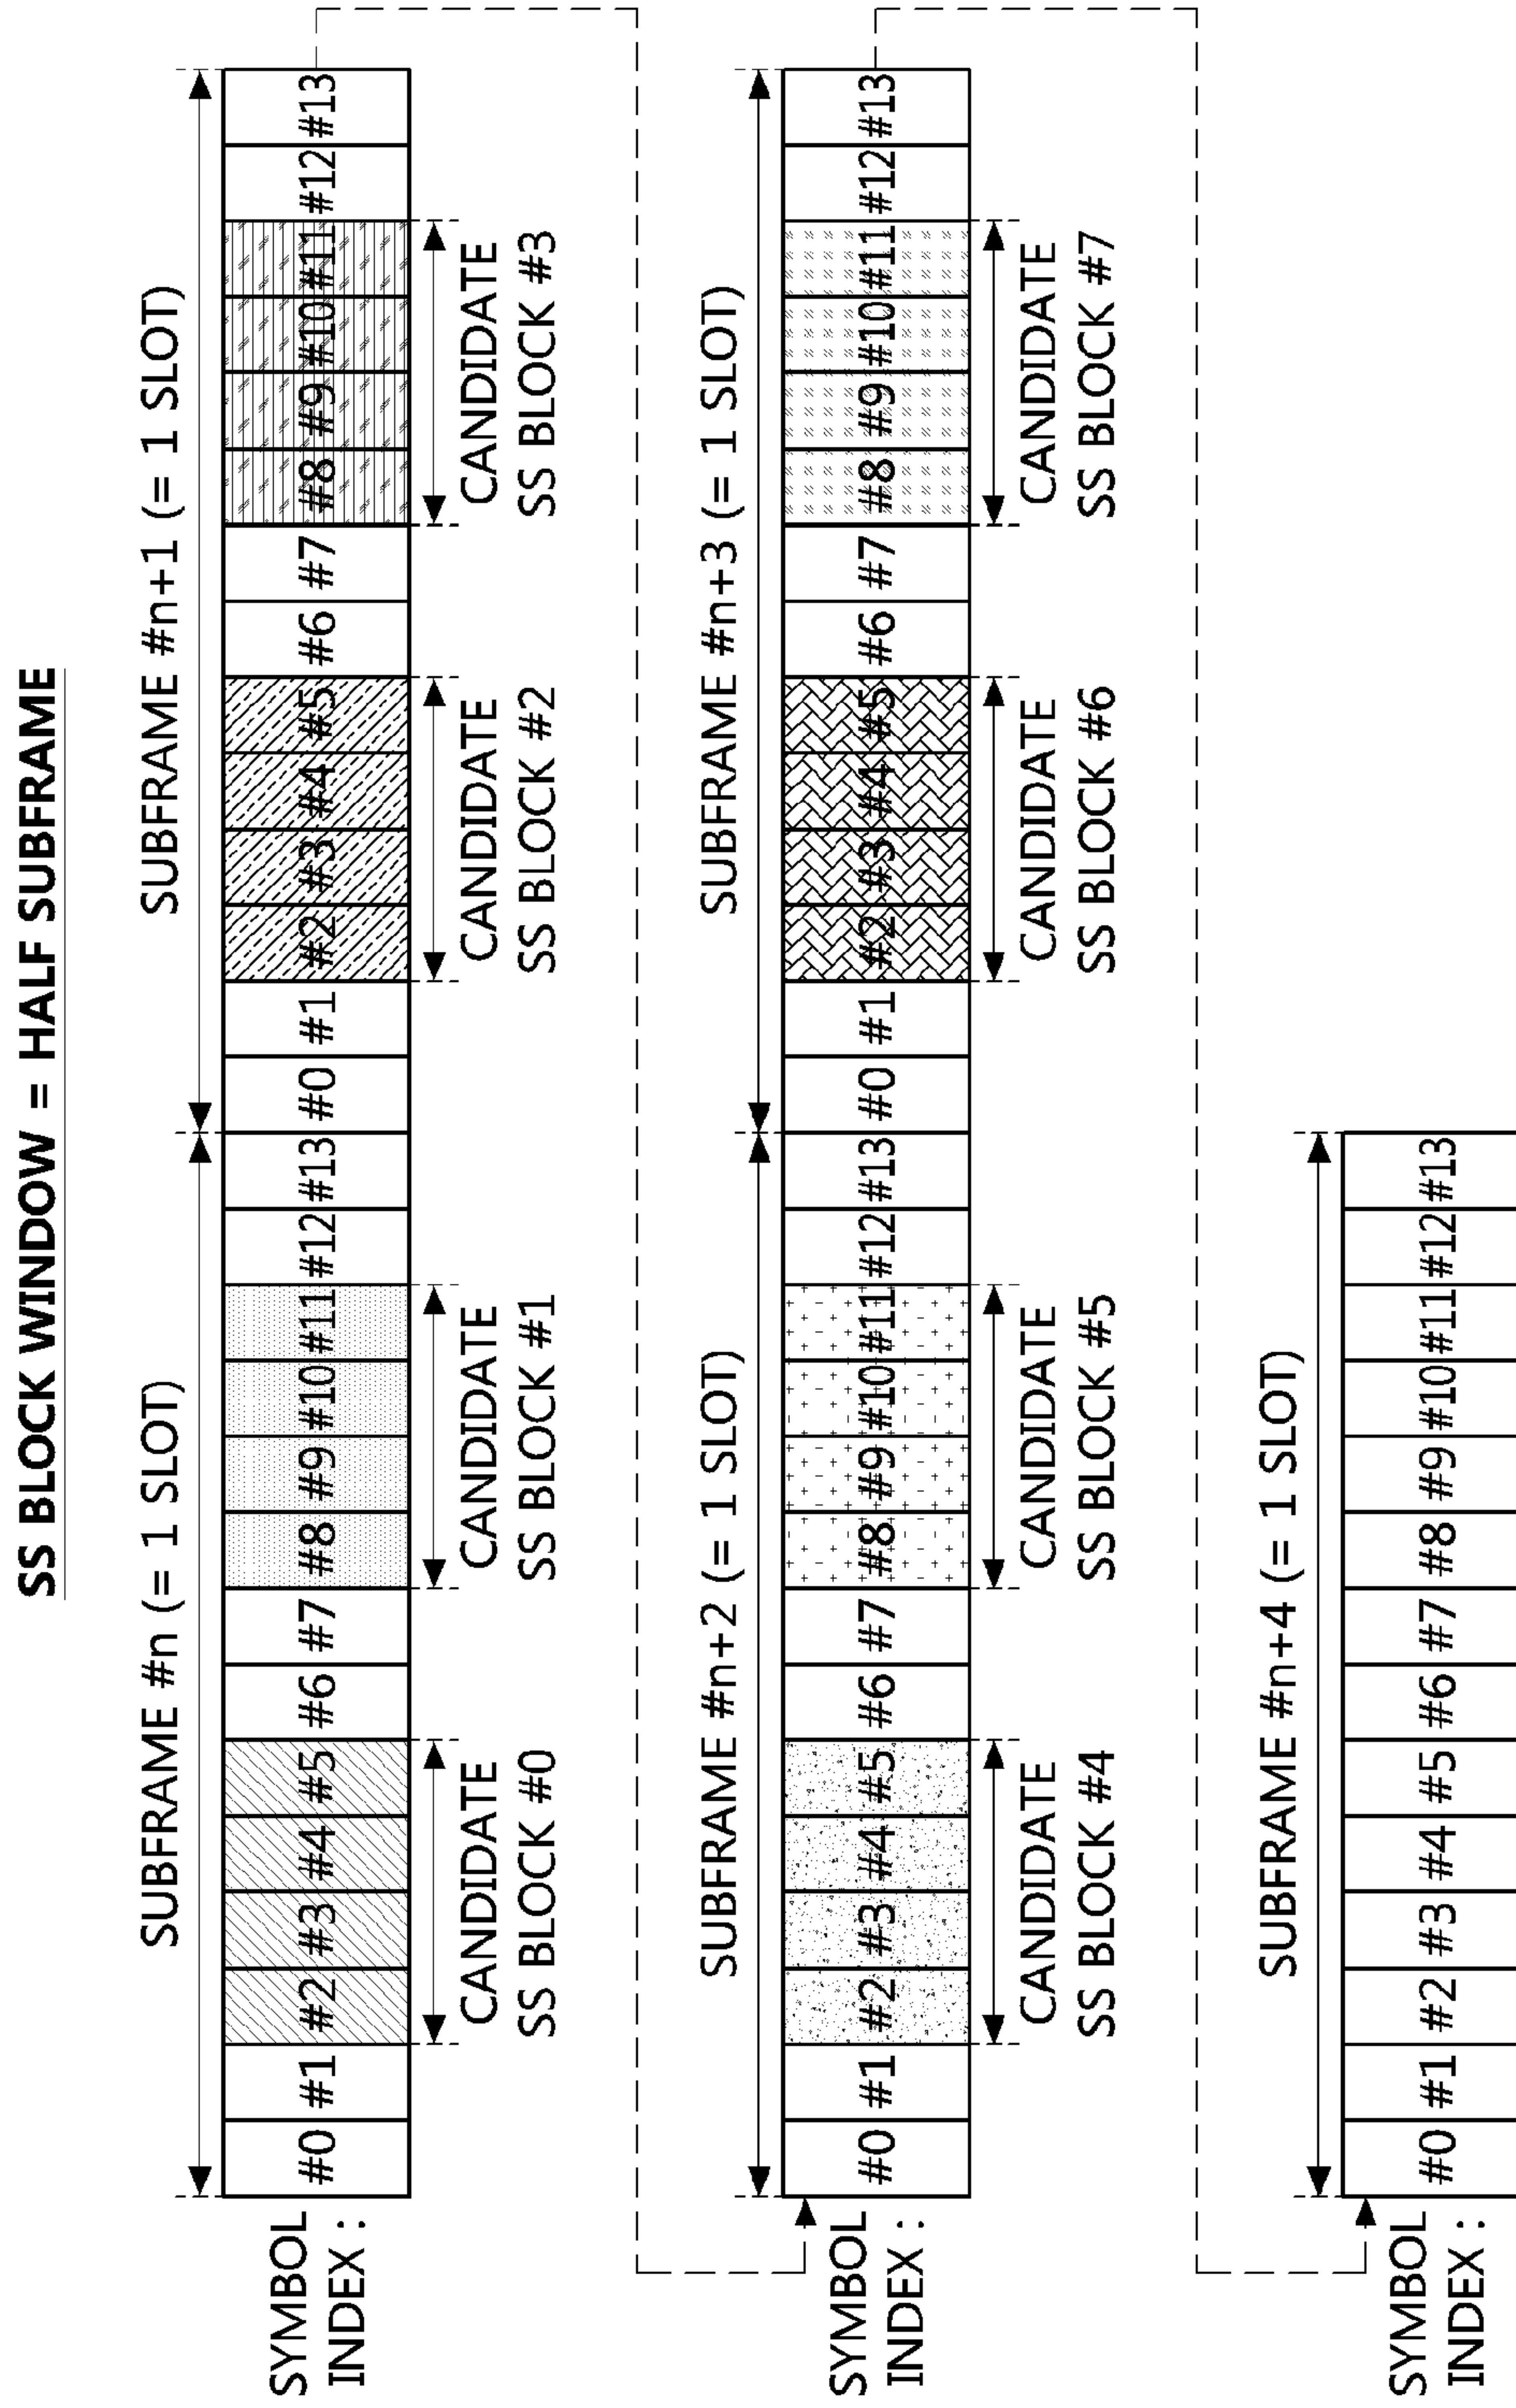 SS BLOCK WINDOW = HALF SUBFRAME
SUBFRAME #n (= 1 SLOT) SUBFRAME #n+1 (= 1 SLOT)
SYMBOL
INDEX :
#0 #1 #2 #3 #4 #5 #6 #7 #8 #9 #10 #11 #12 #13 #0 #1 #2 #3 #4 #5 #6 #7 #8 #9 #10 #11 #12 #13
CANDIDATE
SS BLOCK #0
CANDIDATE
SS BLOCK #1
CANDIDATE
SS BLOCK #2
CANDIDATE
SS BLOCK #3
SUBFRAME #n+2 (= 1 SLOT) SUBFRAME #n+3 (= 1 SLOT)
SYMBOL
INDEX :
#0 #1 #2 #3 #4 #5 #6 #7 #8 #9 #10 #11 #12 #13 #0 #1 #2 #3 #4 #5 #6 #7 #8 #9 #10 #11 #12 #13
CANDIDATE
SS BLOCK #4
CANDIDATE
SS BLOCK #5
CANDIDATE
SS BLOCK #6
CANDIDATE
SS BLOCK #7
SUBFRAME #n+4 (= 1 SLOT)
SYMBOL
INDEX :
#0 #1 #2 #3 #4 #5 #6 #7 #8 #9 #10 #11 #12 #13